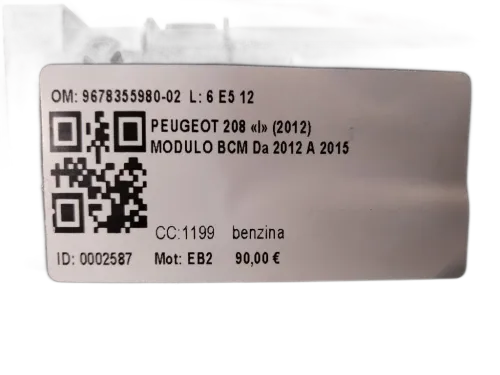 OM: 9678355980-02 L: 6 E5 12
PEUGEOT 208 «I» (2012)
MODULO BCM Da 2012 A 2015
CC:1199 benzina
ID: 0002587 Mot: EB2 90,00 €